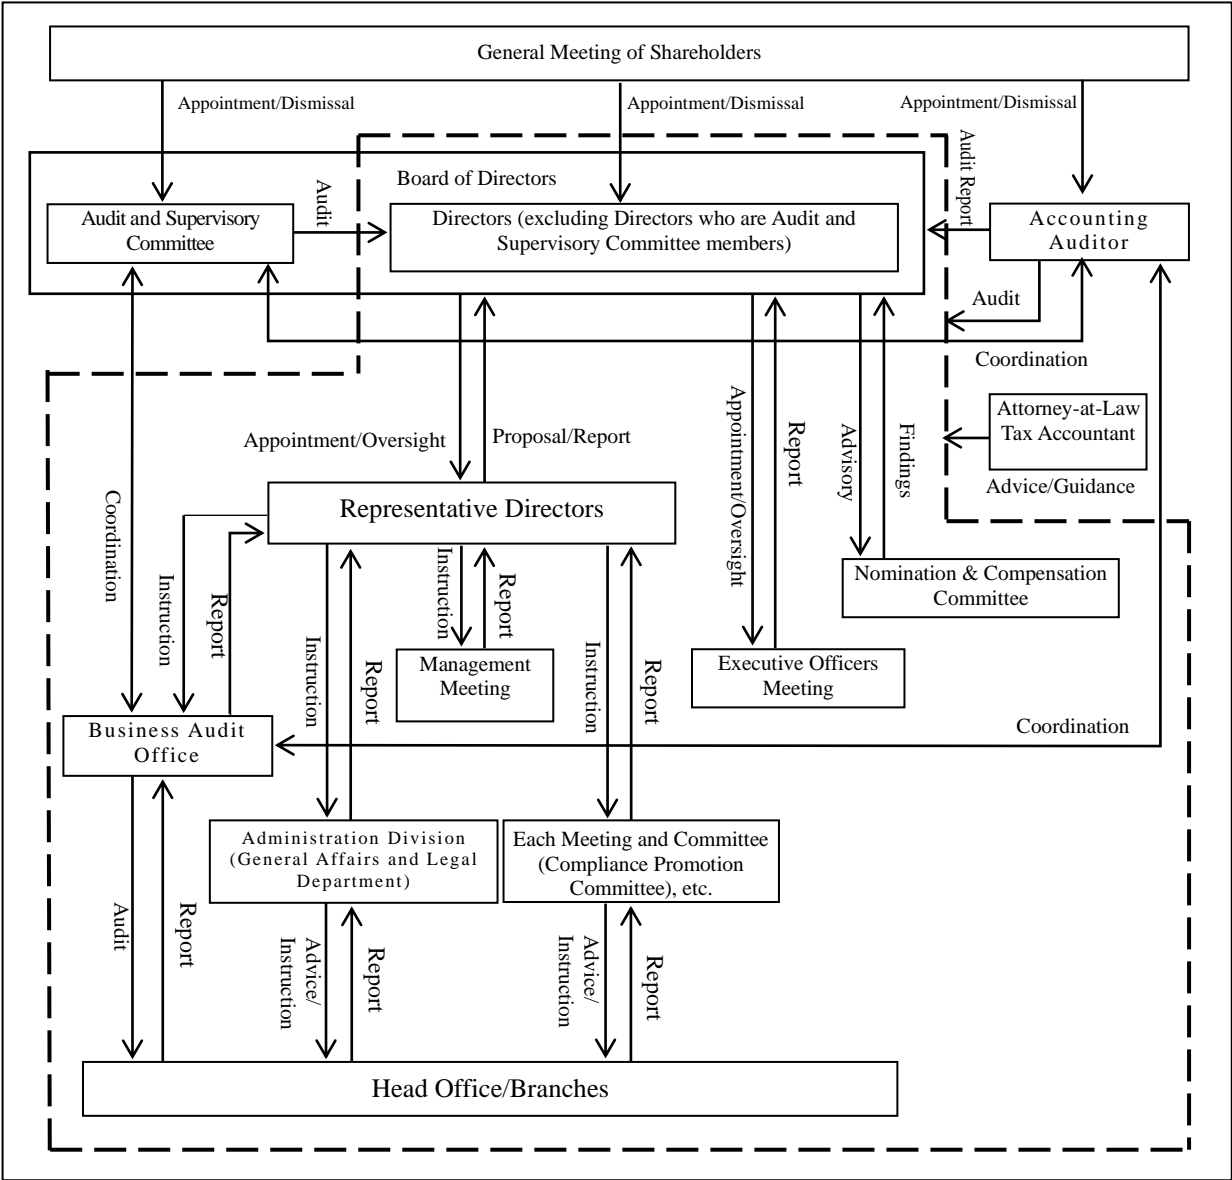 General Meeting of Shareholders
Appointment/Dismissal
Appointment/Dismissal
Appointment/Dismissal
Board of Directors
Audit and Supervisory
Committee
Audit
Directors (excluding Directors who are Audit and
Supervisory Committee members)
Audit Report
Accounting
Auditor
Audit
Coordination
Attorney-at-Law
Tax Accountant
Advice/Guidance
Appointment/Oversight
Proposal/Report
Appointment/Oversight
Report
Advisory
Findings
Coordination
Representative Directors
Instruction
Report
Instruction
Report
Instruction
Report
Instruction
Report
Nomination & Compensation
Committee
Management
Meeting
Executive Officers
Meeting
Business Audit
Office
Coordination
Administration Division
(General Affairs and Legal
Department)
Each Meeting and Committee
(Compliance Promotion
Committee), etc.
Audit
Report
Advice/
Instruction
Report
Advice/
Instruction
Report
Head Office/Branches